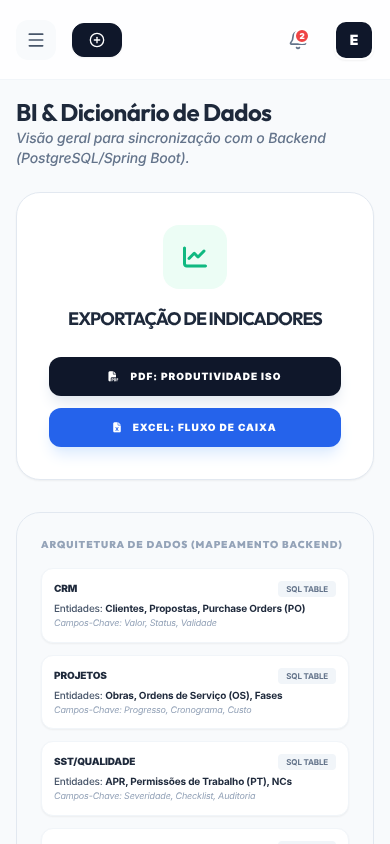 2
E
BI & Dicionário de Dados
Visão geral para sincronização com o Backend
(PostgreSQL/Spring Boot).
EXPORTAÇÃO DE INDICADORES
PDF: PRODUTIVIDADE ISO
EXCEL: FLUXO DE CAIXA
ARQUITETURA DE DADOS (MAPEAMENTO BACKEND)
CRM SQL TABLE
Entidades: Clientes, Propostas, Purchase Orders (PO)
Campos-Chave: Valor, Status, Validade
PROJETOS SQL TABLE
Entidades: Obras, Ordens de Serviço (OS), Fases
Campos-Chave: Progresso, Cronograma, Custo
SST/QUALIDADE SQL TABLE
Entidades: APR, Permissões de Trabalho (PT), NCs
Campos-Chave: Severidade, Checklist, Auditoria